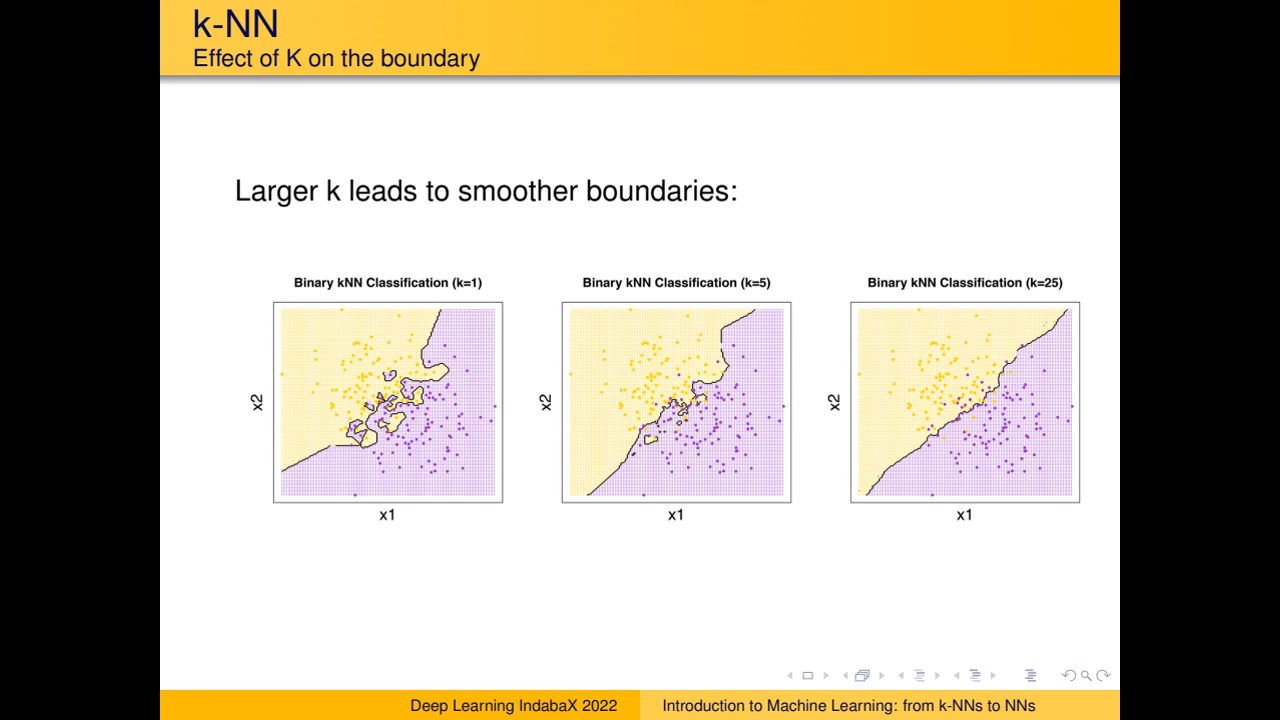 k-NN
Effect of K on the boundary
Larger k leads to smoother boundaries:
Binary kNN Classification (k=1)
x2
x1
Binary kNN Classification (k=5)
x2
x1
Binary kNN Classification (k=25)
x2
x1
Deep Learning IndabaX 2022
Introduction to Machine Learning: from k-NNs to NNs